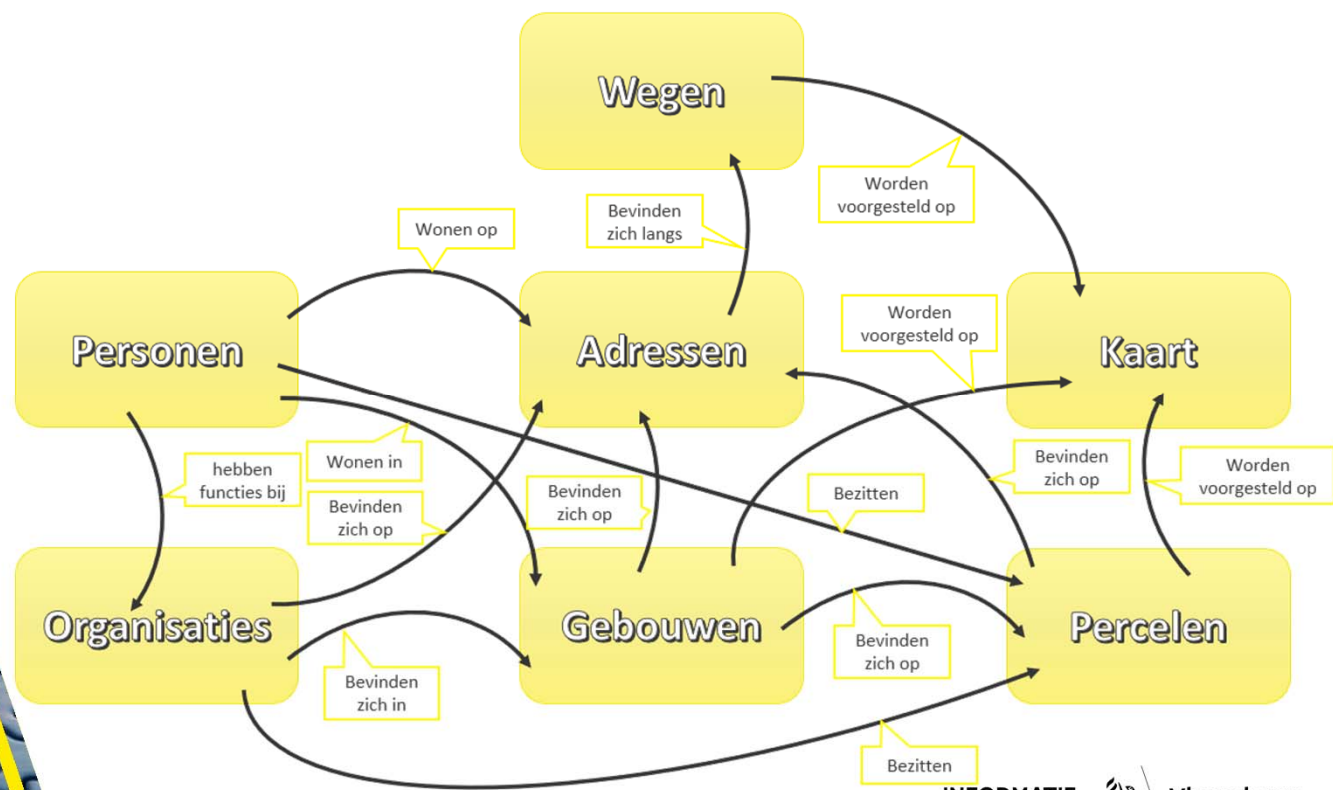 Wegen
Worden
voorgesteld op
Bevinden
zich langs
Wonen op
Personen
Adressen
Worden
voorgesteld op
Kaart
hebben
functies bij
Wonen in
Bevinden
zich op
Bevinden
zich op
Bezitten
Bevinden
zich op
Worden
voorgesteld op
Organisaties
Gebouwen
Percelen
Bevinden
zich in
Bevinden
zich op
Bezitten